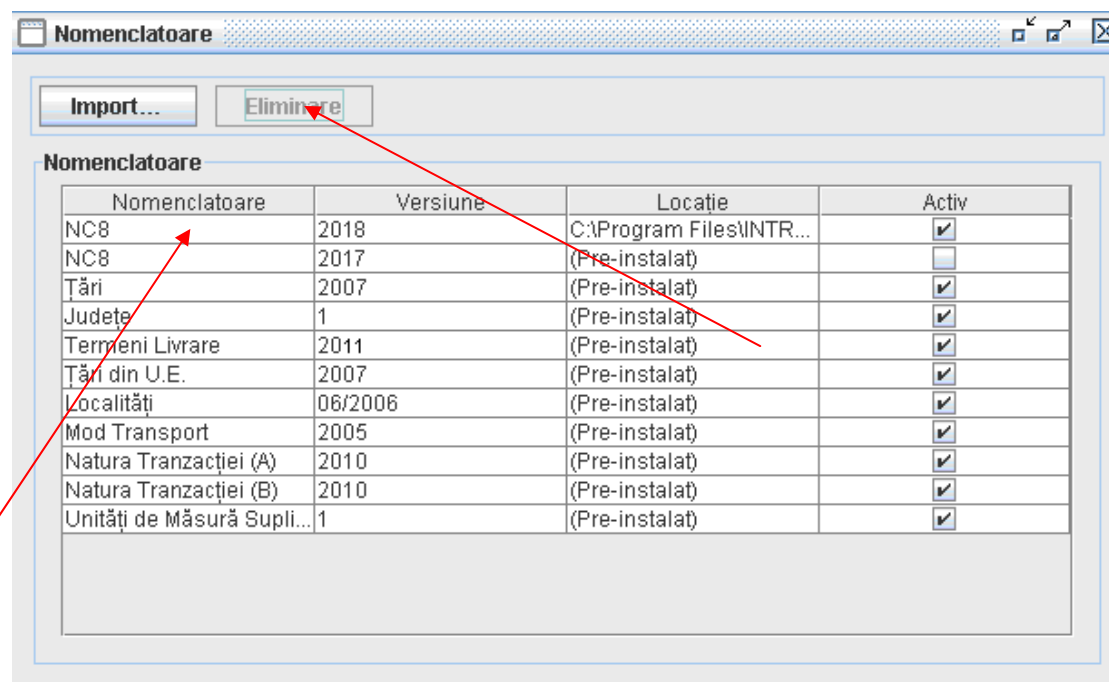 Nomenclatoare
Import... Eliminare
Nomenclatoare
Nomenclatoare Versiune Locație Activ
NC8 2018 C:\Program Files\INTR...
NC8 2017 (Pre-instalat)
Țări 2007 (Pre-instalat)
Județe 1 (Pre-instalat)
Termeni Livrare 2011 (Pre-instalat)
Țări din U.E. 2007 (Pre-instalat)
Localități 06/2006 (Pre-instalat)
Mod Transport 2005 (Pre-instalat)
Natura Tranzacției (A) 2010 (Pre-instalat)
Natura Tranzacției (B) 2010 (Pre-instalat)
Unități de Măsură Supli... 1 (Pre-instalat)